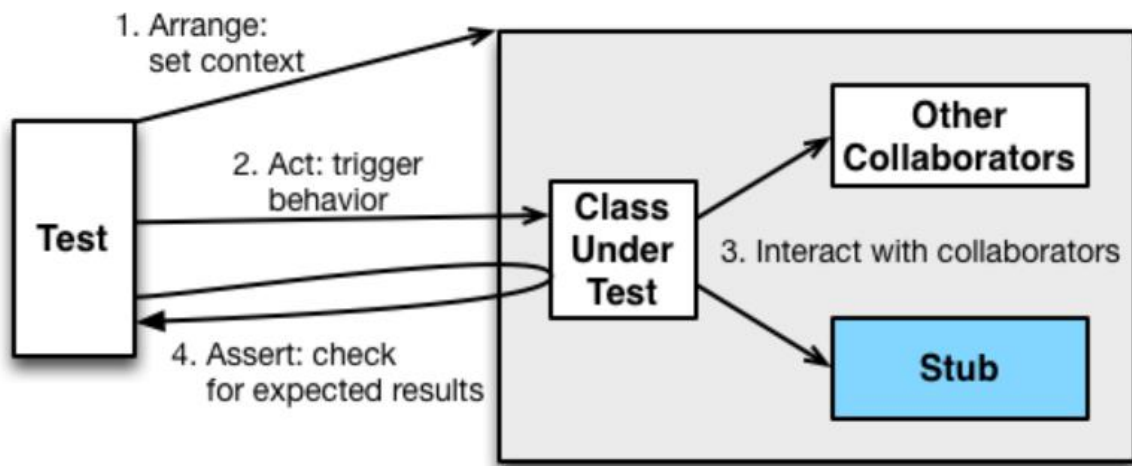 1. Arrange:
set context
Test
2. Act: trigger
behavior
4. Assert: check
for expected results
Class
Under
Test
Other
Collaborators
3. Interact with collaborators
Stub